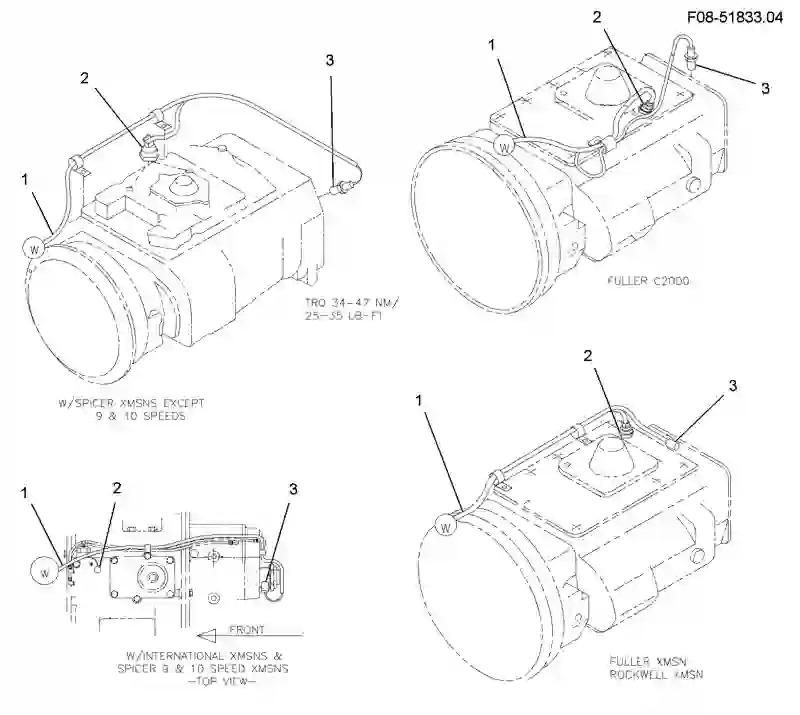 F08-51833.04
2
3
1
W
TRQ 34-47 NM/
25-35 LB-FT
W/SPICER XMSNS EXCEPT
9 & 10 SPEEDS
1
2
3
W
FULLER C2000
1
2
3
W
FRONT
W/INTERNATIONAL XMSNS &
SPICER 9 & 10 SPEED XMSNS
-TOP VIEW-
1
2
3
W
FULLER XMSN
ROCKWELL XMSN